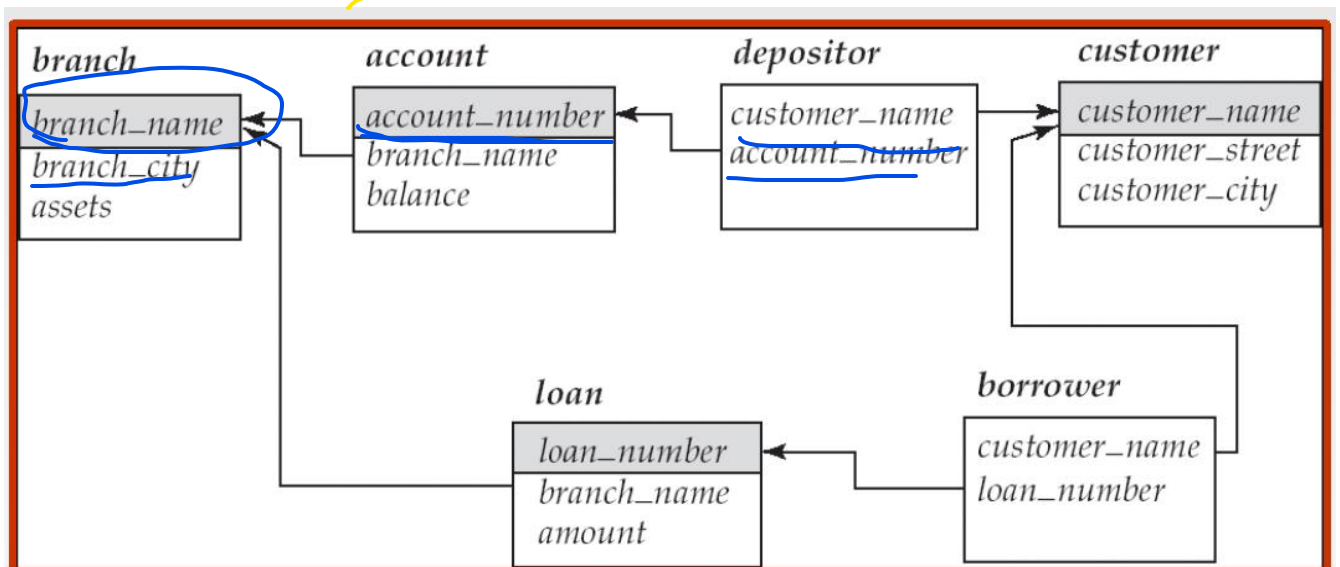 branch
branch_name
branch_city
assets
account
account_number
branch_name
balance
depositor
customer_name
account_number
customer
customer_name
customer_street
customer_city
loan
loan_number
branch_name
amount
borrower
customer_name
loan_number